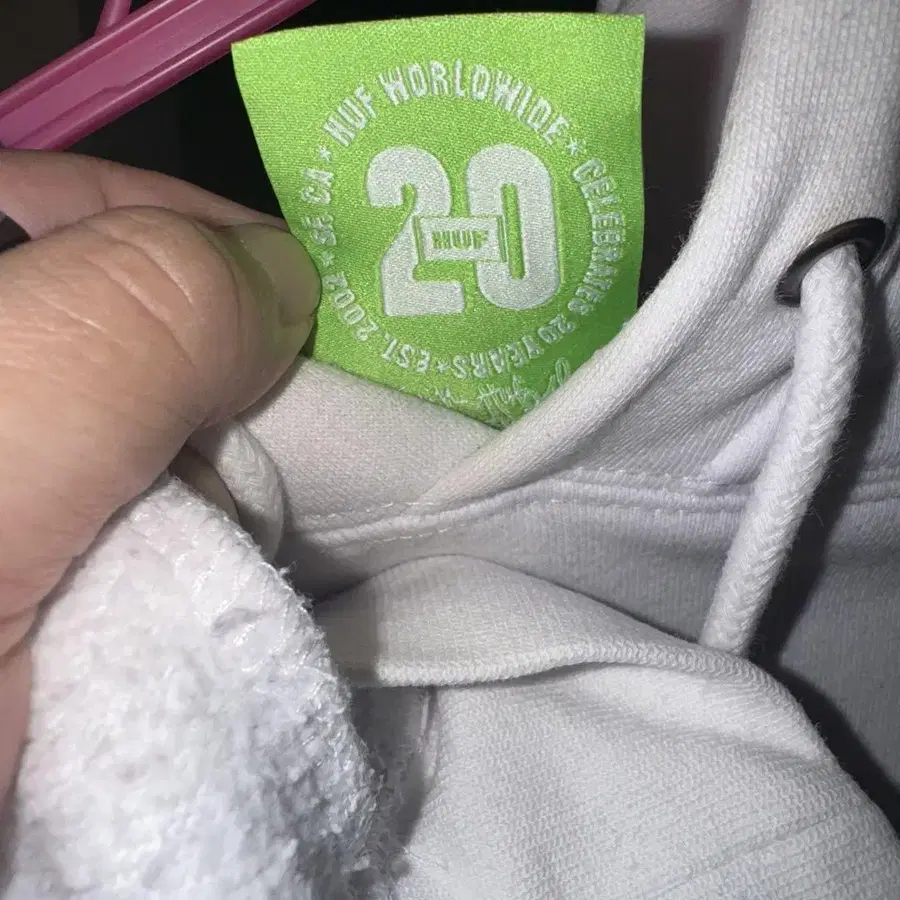 HUF WORLDWIDE * CELEBRATES 20 YEARS * EST. 2002 * SF CA *
20
HUF